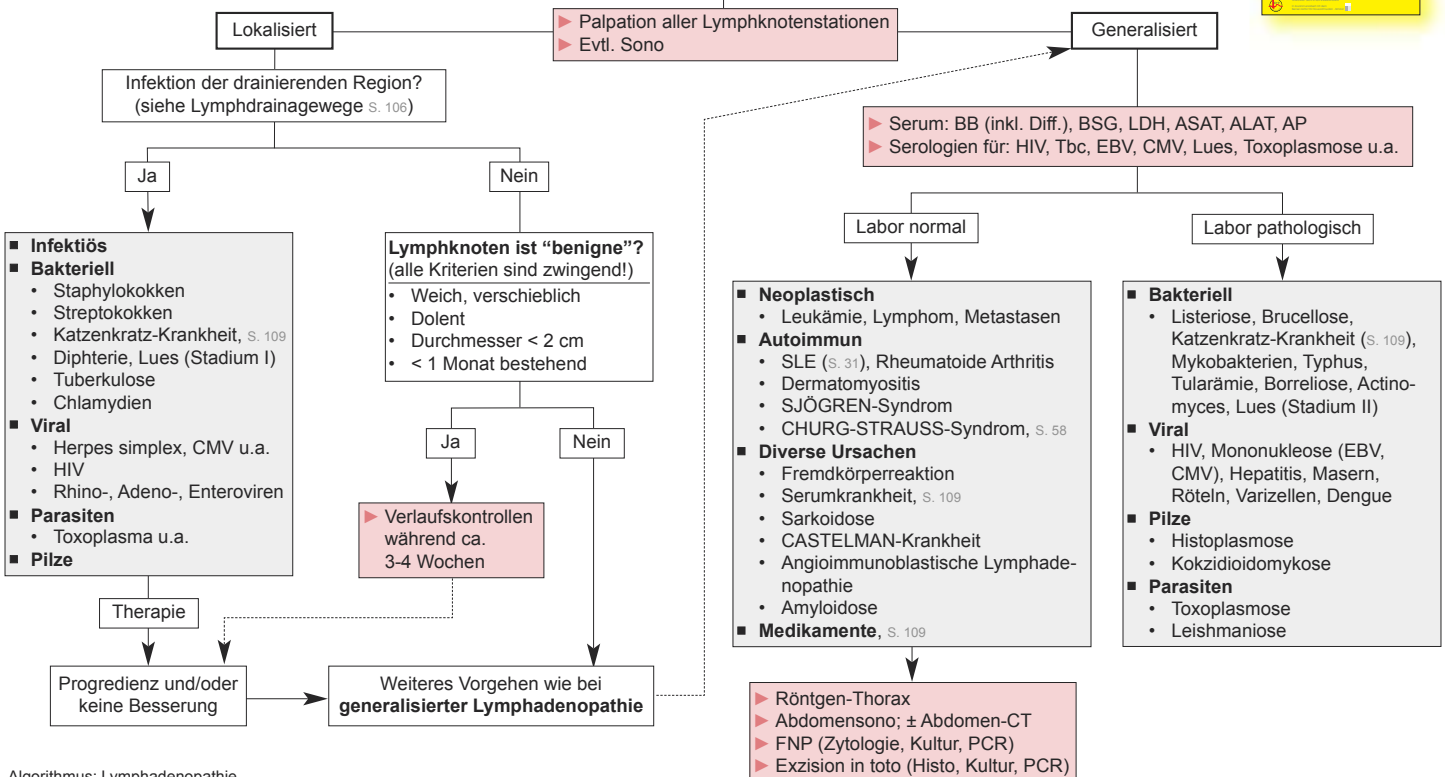 ► Palpation aller Lymphknotenstationen
► Evtl. Sono
Lokalisiert
Generalisiert
Infektion der drainierenden Region?
(siehe Lymphdrainagewege S. 106)
Ja
Nein
■ Infektiös
■ Bakteriell
• Staphylokokken
• Streptokokken
• Katzenkratz-Krankheit, S. 109
• Diphterie, Lues (Stadium I)
• Tuberkulose
• Chlamydien
■ Viral
• Herpes simplex, CMV u.a.
• HIV
• Rhino-, Adeno-, Enteroviren
■ Parasiten
• Toxoplasma u.a.
■ Pilze
Therapie
Progredienz und/oder
keine Besserung
Lymphknoten ist “benigne”?
(alle Kriterien sind zwingend!)
• Weich, verschieblich
• Dolent
• Durchmesser < 2 cm
• < 1 Monat bestehend
Ja
Nein
► Verlaufskontrollen
während ca.
3-4 Wochen
Weiteres Vorgehen wie bei
generalisierter Lymphadenopathie
► Serum: BB (inkl. Diff.), BSG, LDH, ASAT, ALAT, AP
► Serologien für: HIV, Tbc, EBV, CMV, Lues, Toxoplasmose u.a.
Labor normal
Labor pathologisch
■ Neoplastisch
• Leukämie, Lymphom, Metastasen
■ Autoimmun
• SLE (S. 31), Rheumatoide Arthritis
• Dermatomyositis
• SJÖGREN-Syndrom
• CHURG-STRAUSS-Syndrom, S. 58
■ Diverse Ursachen
• Fremdkörperreaktion
• Serumkrankheit, S. 109
• Sarkoidose
• CASTELMAN-Krankheit
• Angioimmunoblastische Lymphade-
nopathie
• Amyloidose
■ Medikamente, S. 109
► Röntgen-Thorax
► Abdomensono; ± Abdomen-CT
► FNP (Zytologie, Kultur, PCR)
► Exzision in toto (Histo, Kultur, PCR)
■ Bakteriell
• Listeriose, Brucellose,
Katzenkratz-Krankheit (S. 109),
Mykobakterien, Typhus,
Tularämie, Borreliose, Actino-
myces, Lues (Stadium II)
■ Viral
• HIV, Mononukleose (EBV,
CMV), Hepatitis, Masern,
Röteln, Varizellen, Dengue
■ Pilze
• Histoplasmose
• Kokzidioidomykose
■ Parasiten
• Toxoplasmose
• Leishmaniose
Algorithmus: Lymphadenopathie